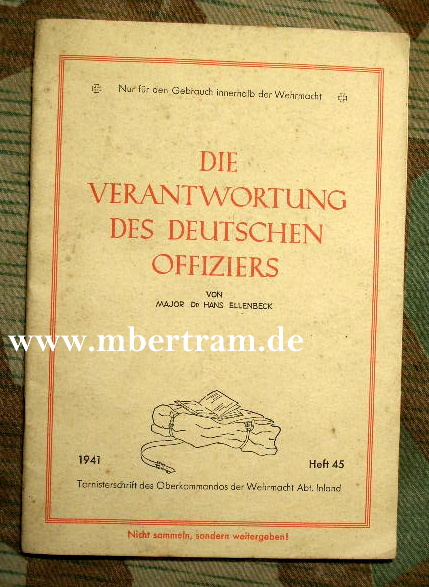 Nur für den Gebrauch innerhalb der Wehrmacht
DIE
VERANTWORTUNG
DES DEUTSCHEN
OFFIZIERS
VON
MAJOR DR HANS ELLENBECK
www.mbertram.de
1941
Heft 45
Tornisterschrift des Oberkommandos der Wehrmacht Abt. Inland
Nicht sammeln, sondern weitergeben!